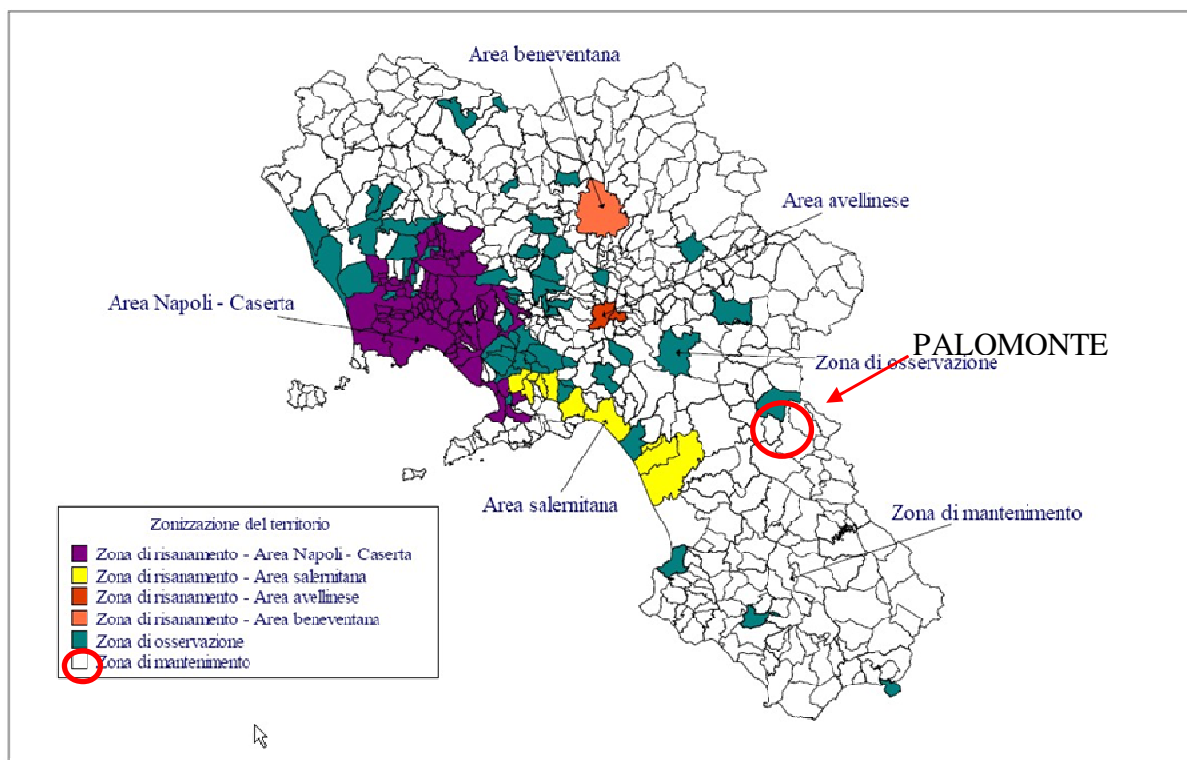 Area beneventana
Area avellinese
Area Napoli - Caserta
PALOMONTE
Zona di osservazione
Area salernitana
Zona di mantenimento
Zonizzazione del territorio
Zona di risanamento - Area Napoli - Caserta
Zona di risanamento - Area salernitana
Zona di risanamento - Area avellinese
Zona di risanamento - Area beneventana
Zona di osservazione
Zona di mantenimento